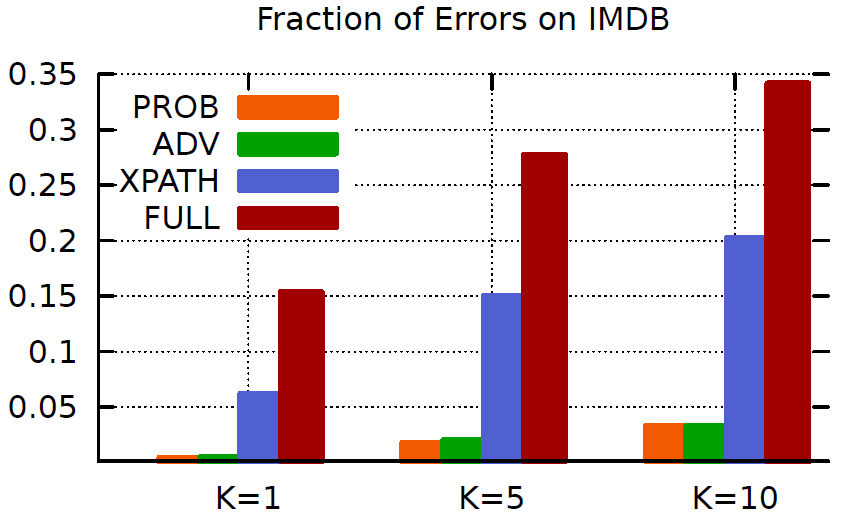 Fraction of Errors on IMDB
0.35
0.3
0.25
0.2
0.15
0.1
0.05
PROB
ADV
XPATH
FULL
K=1 K=5 K=10